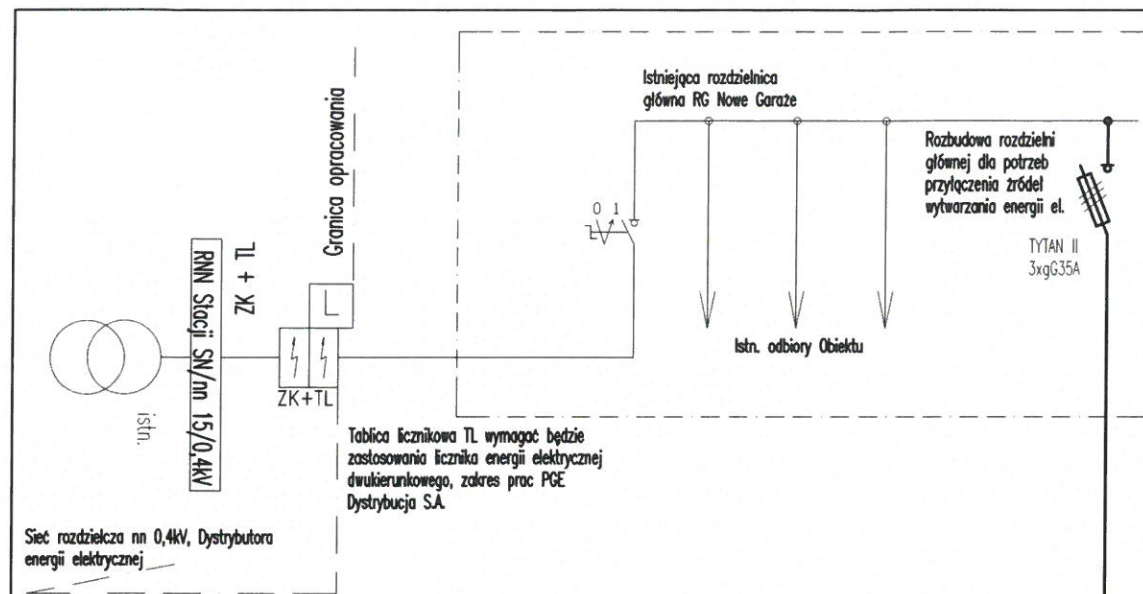 Istniejąca rozdzielnica
główna RG Nowe Garaże
Granica opracowania
Rozbudowa rozdzielni
głównej dla potrzeb
przyłączenia źródeł
wytwarzania energii el.
0 1
TYTAN II
3xgG35A
ZK + TL
RNN Stacji SN/nn 15/0,4kV
L
istn.
ZK+TL
Istn. odbiory Obiektu
Tablica licznikowa TL wymagać będzie
zastosowania licznika energii elektrycznej
dwukierunkowego, zakres prac PGE
Dystrybucja S.A.
Sieć rozdzielcza nn 0,4kV, Dystrybutora
energii elektrycznej